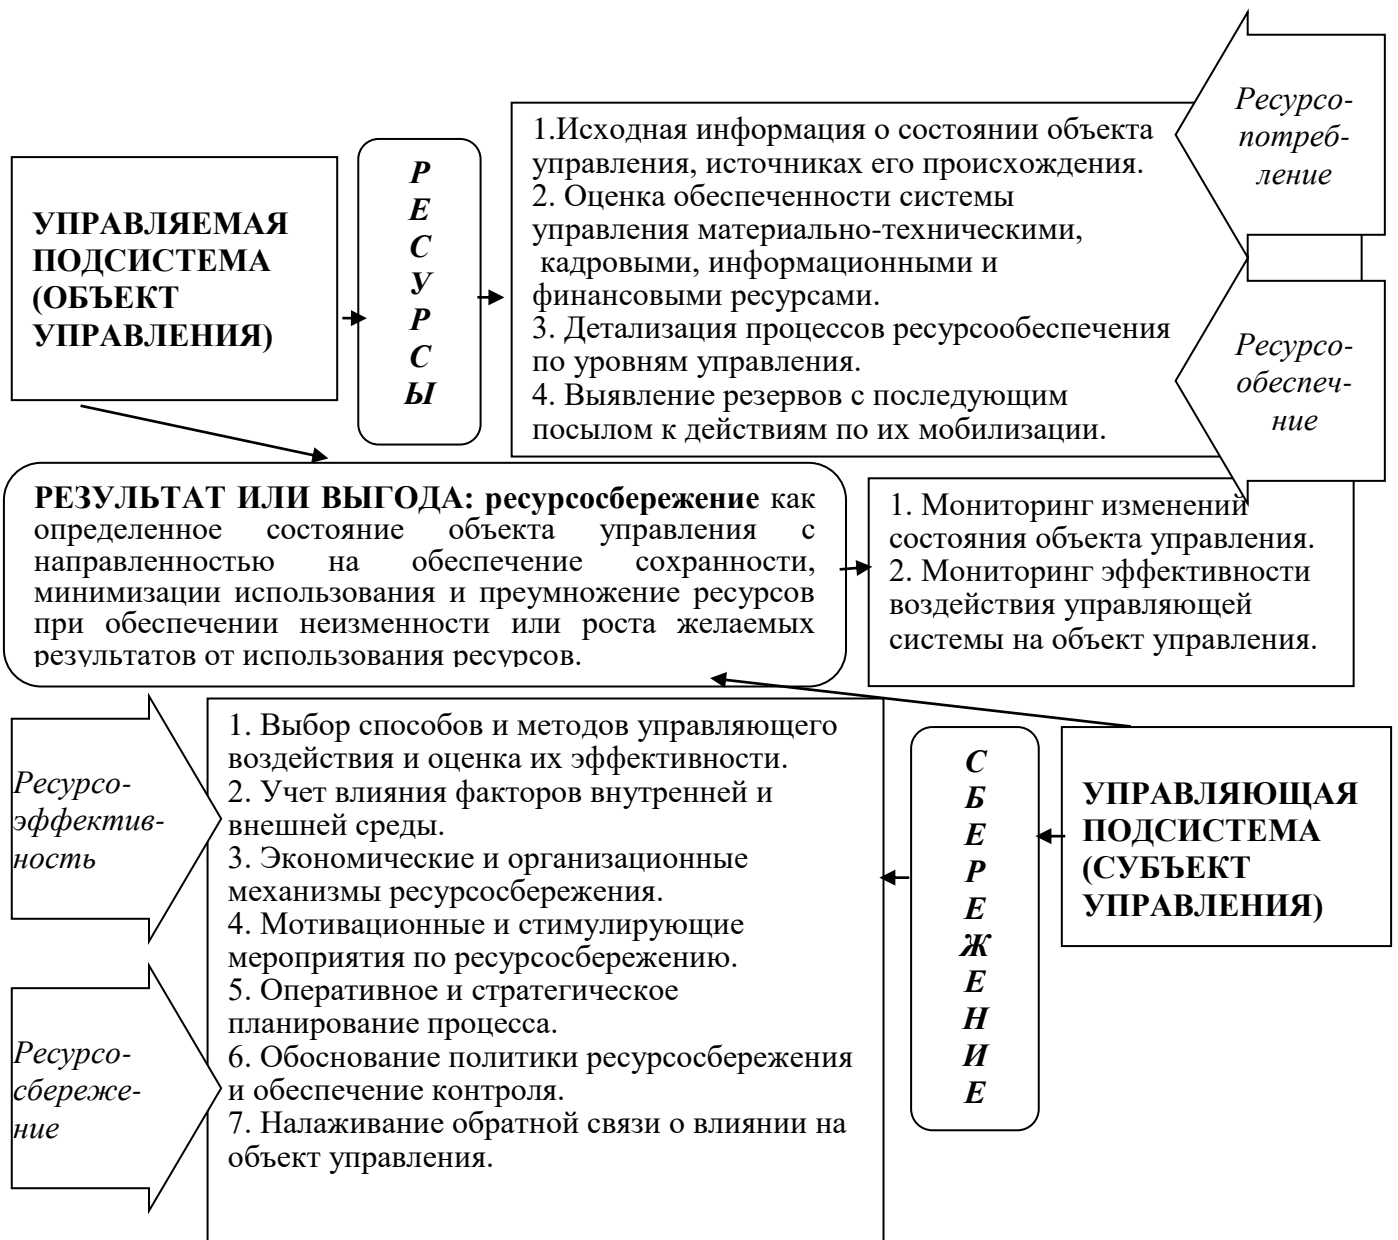 УПРАВЛЯЕМАЯ
ПОДСИСТЕМА
(ОБЪЕКТ
УПРАВЛЕНИЯ)
Р
Е
С
У
Р
С
Ы
1.Исходная информация о состоянии объекта
управления, источниках его происхождения.
2. Оценка обеспеченности системы
управления материально-техническими,
кадровыми, информационными и
финансовыми ресурсами.
3. Детализация процессов ресурсообеспечения
по уровням управления.
4. Выявление резервов с последующим
посылом к действиям по их мобилизации.
Ресурсо-
потреб-
ление
Ресурсо-
обеспеч-
ние
РЕЗУЛЬТАТ ИЛИ ВЫГОДА: ресурсосбережение как
определенное состояние объекта управления с
направленностью на обеспечение сохранности,
минимизации использования и преумножение ресурсов
при обеспечении неизменности или роста желаемых
результатов от использования ресурсов.
1. Мониторинг изменений
состояния объекта управления.
2. Мониторинг эффективности
воздействия управляющей
системы на объект управления.
Ресурсо-
эффектив-
ность
Ресурсо-
сбереже-
ние
1. Выбор способов и методов управляющего
воздействия и оценка их эффективности.
2. Учет влияния факторов внутренней и
внешней среды.
3. Экономические и организационные
механизмы ресурсосбережения.
4. Мотивационные и стимулирующие
мероприятия по ресурсосбережению.
5. Оперативное и стратегическое
планирование процесса.
6. Обоснование политики ресурсосбережения
и обеспечение контроля.
7. Налаживание обратной связи о влиянии на
объект управления.
С
Б
Е
Р
Е
Ж
Е
Н
И
Е
УПРАВЛЯЮЩАЯ
ПОДСИСТЕМА
(СУБЪЕКТ
УПРАВЛЕНИЯ)